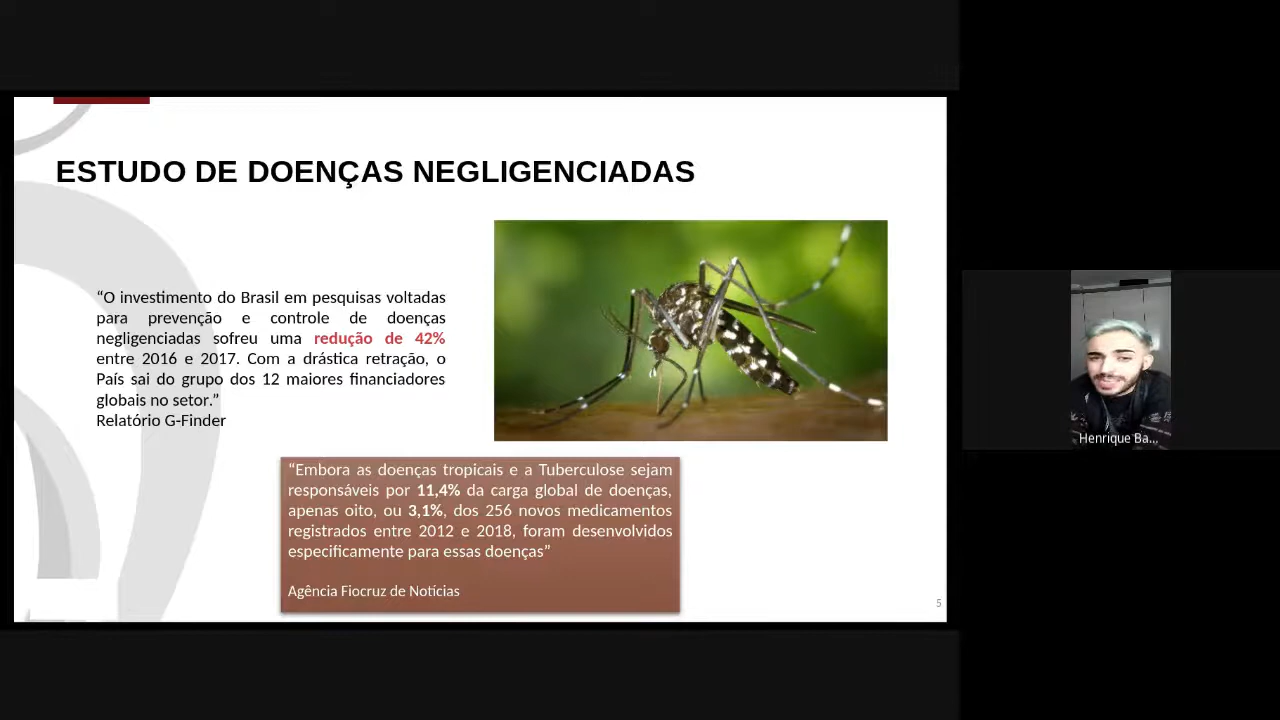 ESTUDO DE DOENÇAS NEGLIGENCIADAS
“O investimento do Brasil em pesquisas voltadas
para prevenção e controle de doenças
negligenciadas sofreu uma redução de 42%
entre 2016 e 2017. Com a drástica retração, o
País sai do grupo dos 12 maiores financiadores
globais no setor.”
Relatório G-Finder
“Embora as doenças tropicais e a Tuberculose sejam
responsáveis por 11,4% da carga global de doenças,
apenas oito, ou 3,1%, dos 256 novos medicamentos
registrados entre 2012 e 2018, foram desenvolvidos
especificamente para essas doenças”
Agência Fiocruz de Notícias
5
Henrique Ba...